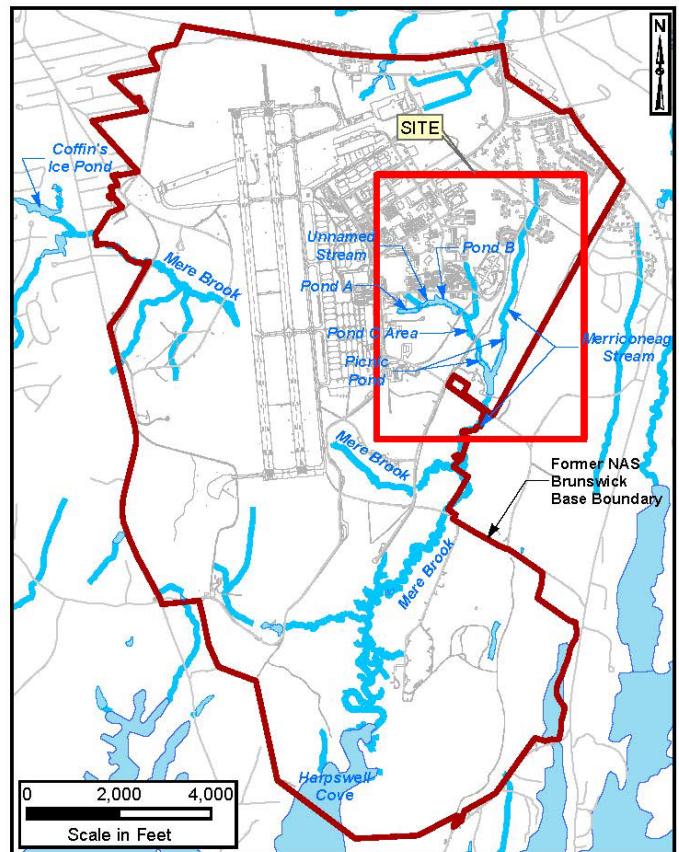 N
SITE
Coffin's
Ice Pond
Unnamed
Stream
Pond B
Mere Brook
Pond A
Pond C Area
Merriconeag
Stream
Picnic
Pond
Mere Brook
Former NAS
Brunswick
Base Boundary
Mere Brook
Harpswell
Cove
0 2,000 4,000
Scale in Feet